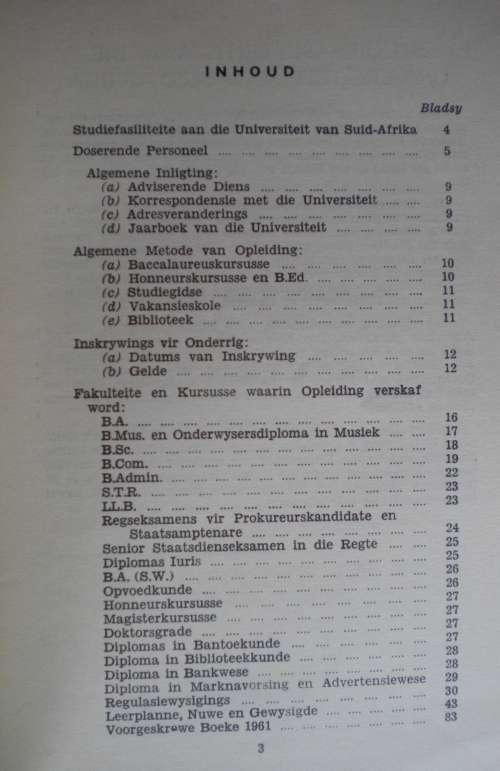 INHOUD
Bladsy
Studiefasiliteite aan die Universiteit van Suid-Afrika 4
Doserende Personeel .... .... .... .... .... .... .... .... 5
Algemene Inligting:
(a) Adviserende Diens .... .... .... .... .... .... .... 9
(b) Korrespondensie met die Universiteit .... .... 9
(c) Adresveranderings .... .... .... .... .... .... .... 9
(d) Jaarboek van die Universiteit .... .... .... .... 9
Algemene Metode van Opleiding:
(a) Baccalaureuskursusse .... .... .... .... .... .... 10
(b) Honneurskursusse en B.Ed. .... .... .... .... .... 10
(c) Studiegidse .... .... .... .... .... .... .... .... 11
(d) Vakansieskole .... .... .... .... .... .... .... .... 11
(e) Biblioteek .... .... .... .... .... .... .... .... 11
Inskrywings vir Onderrig:
(a) Datums van Inskrywing .... .... .... .... .... 12
(b) Gelde .... .... .... .... .... .... .... .... .... 12
Fakulteite en Kursusse waarin Opleiding verskaf
word:
B.A. .... .... .... .... .... .... .... .... .... .... .... 16
B.Mus. en Onderwysersdiploma in Musiek .... .... 17
B.Sc. .... .... .... .... .... .... .... .... .... .... .... 18
B.Com. .... .... .... .... .... .... .... .... .... .... 19
B.Admin. .... .... .... .... .... .... .... .... .... .... 22
S.T.R. .... .... .... .... .... .... .... .... .... .... 23
LL.B. .... .... .... .... .... .... .... .... .... .... 23
Regseksamens vir Prokureurskandidate en
Staatsamptenare .... .... .... .... .... .... .... 24
Senior Staatsdienseksamen in die Regte .... .... 25
Diplomas Iuris .... .... .... .... .... .... .... .... 25
B.A. (S.W.) .... .... .... .... .... .... .... .... .... 26
Opvoedkunde .... .... .... .... .... .... .... .... 26
Honneurskursusse .... .... .... .... .... .... .... 27
Magisterkursusse .... .... .... .... .... .... .... 27
Doktorsgrade .... .... .... .... .... .... .... .... 27
Diplomas in Bantoekunde .... .... .... .... .... 27
Diploma in Biblioteekkunde .... .... .... .... .... 28
Diploma in Bankwese .... .... .... .... .... .... 28
Diploma in Marknavorsing en Advertensiewese 29
Regulasiewysigings .... .... .... .... .... .... .... 30
Leerplanne, Nuwe en Gewysigde .... .... .... .... 43
Voorgeskrewe Boeke 1961 .... .... .... .... .... .... 83
3